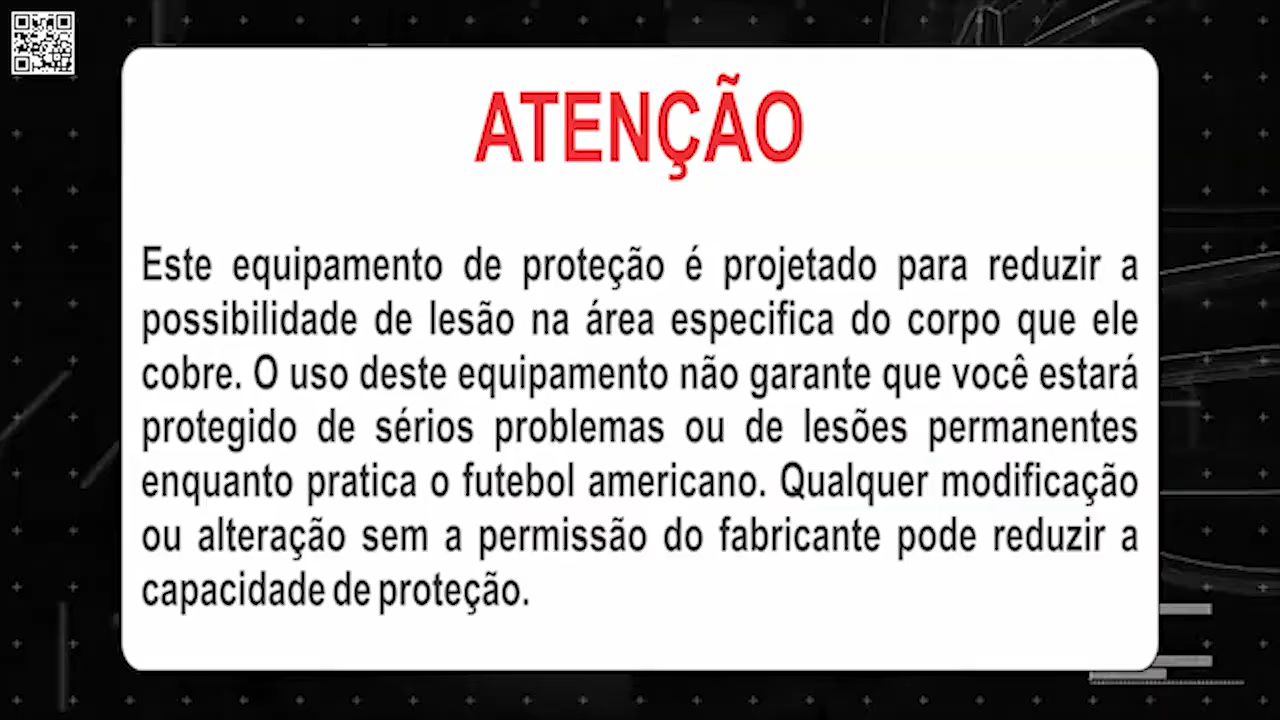 ATENÇÃO
Este equipamento de proteção é projetado para reduzir a
possibilidade de lesão na área especifica do corpo que ele
cobre. O uso deste equipamento não garante que você estará
protegido de sérios problemas ou de lesões permanentes
enquanto pratica o futebol americano. Qualquer modificação
ou alteração sem a permissão do fabricante pode reduzir a
capacidade de proteção.